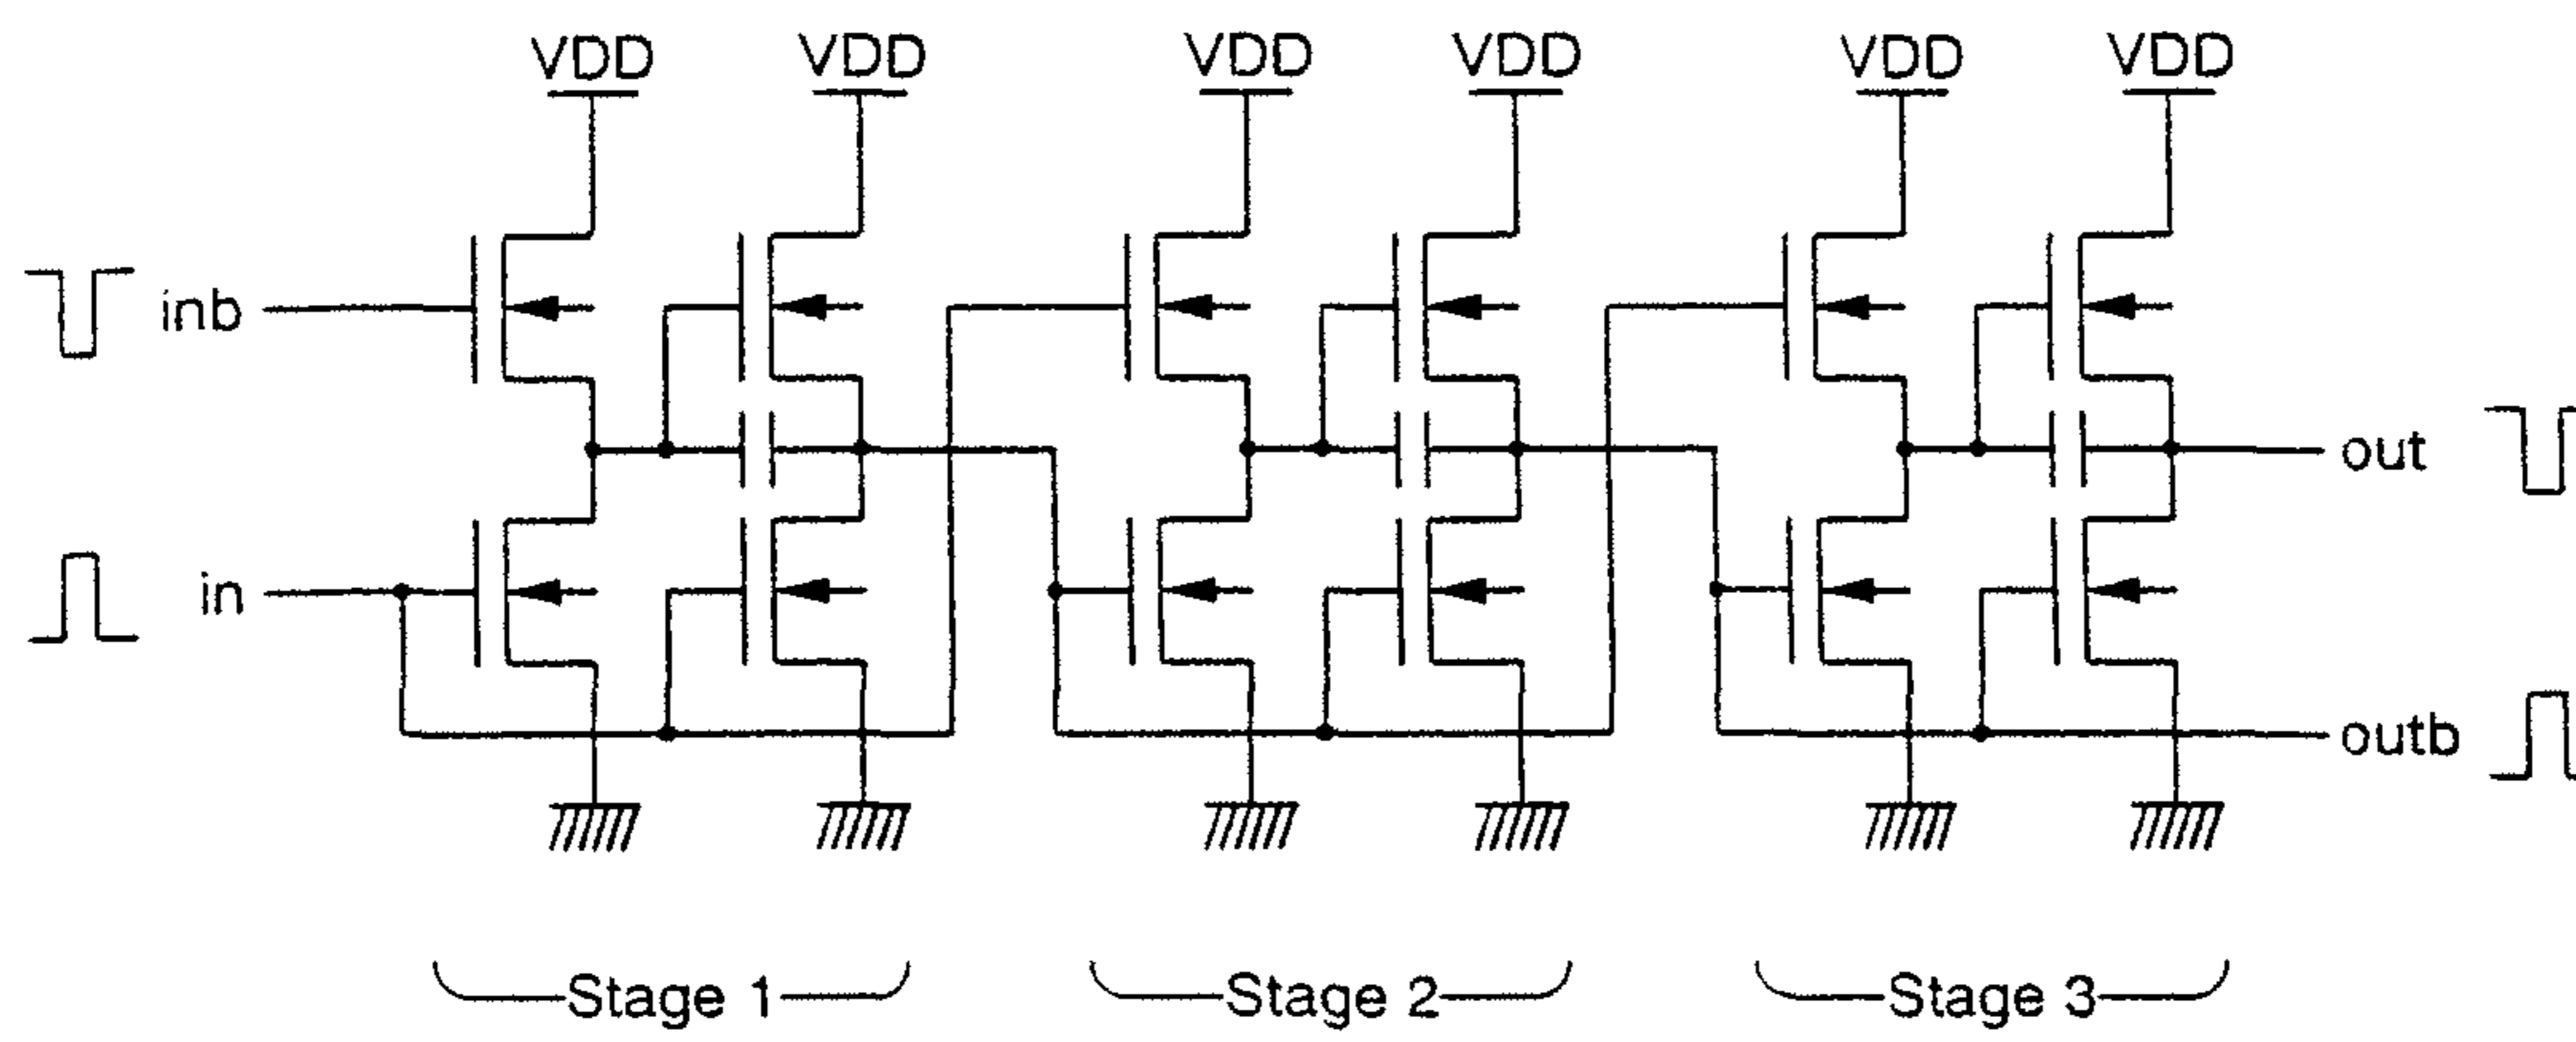 VDD VDD VDD VDD VDD VDD
inb
out
in
outb
Stage 1 Stage 2 Stage 3